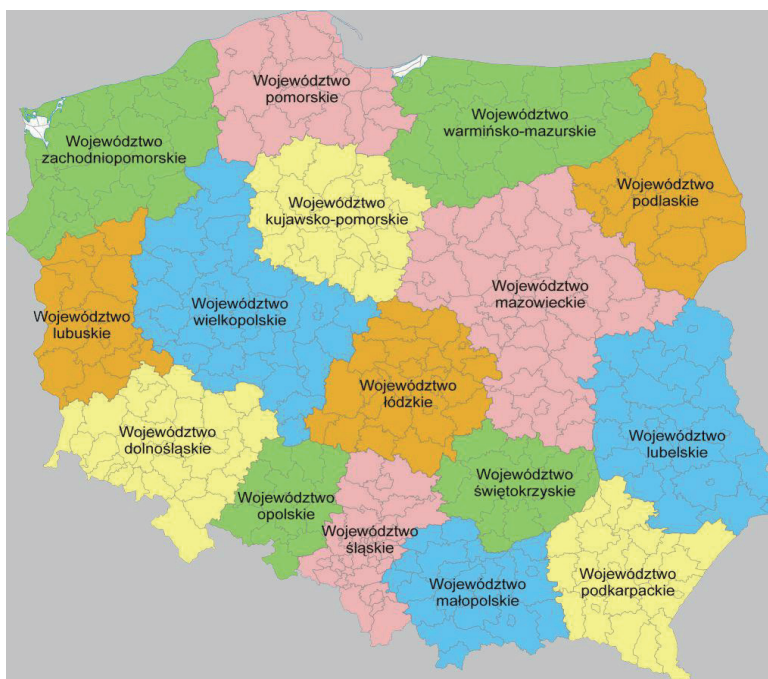 Województwo
pomorskie
Województwo
zachodniopomorskie
Województwo
warmińsko-mazurskie
Województwo
podlaskie
Województwo
kujawsko-pomorskie
Województwo
mazowieckie
Województwo
wielkopolskie
Województwo
lubuskie
Województwo
łódzkie
Województwo
dolnośląskie
Województwo
lubelskie
Województwo
świętokrzyskie
Województwo
opolskie
Województwo
śląskie
Województwo
małopolskie
Województwo
podkarpackie